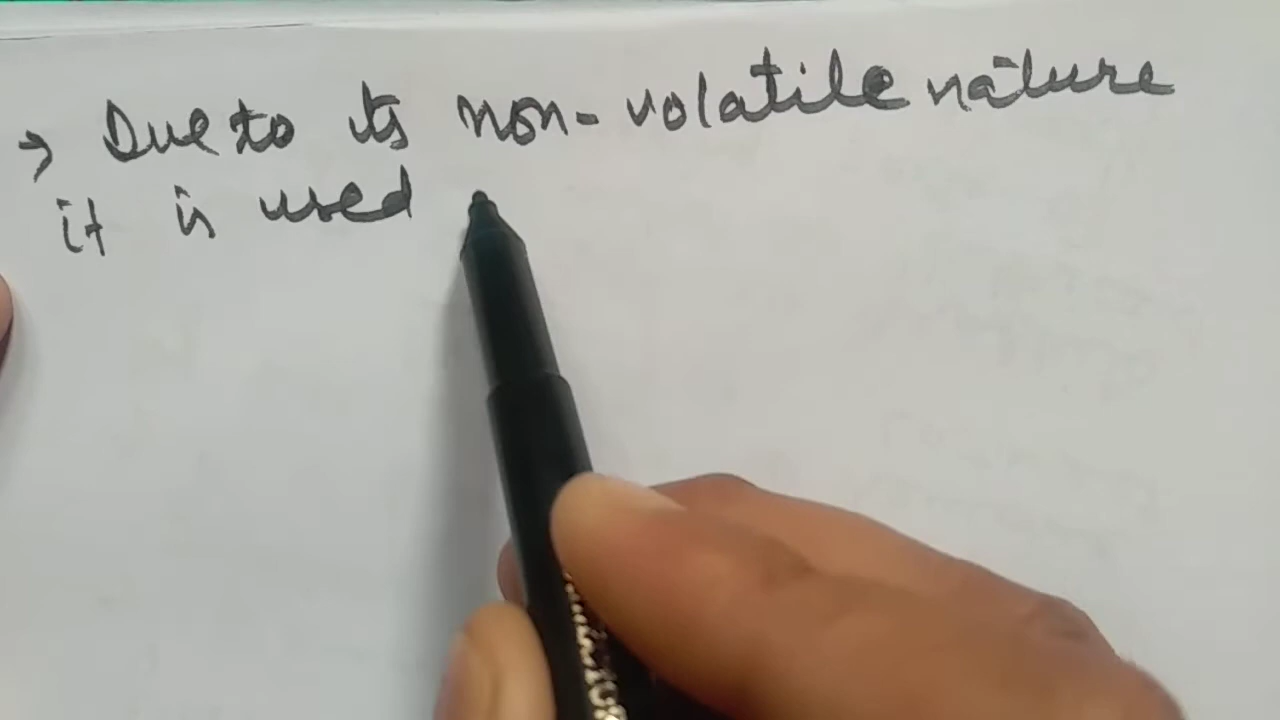 → Due to its non-volatile nature
it is used